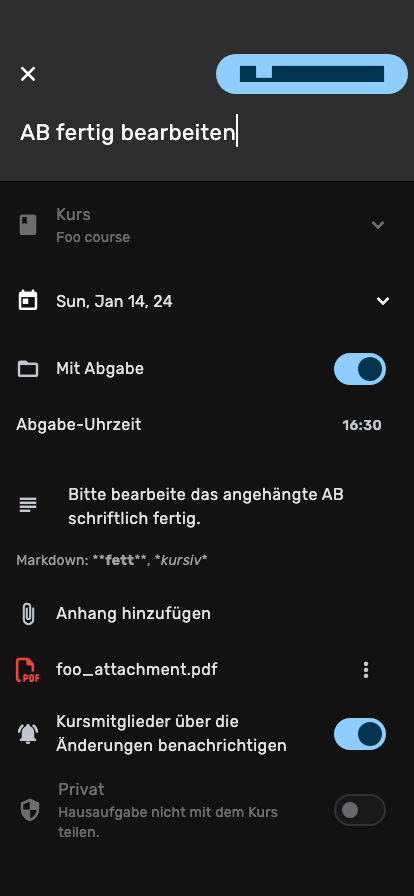 AB fertig bearbeiten
Kurs
Foo course
Sun, Jan 14, 24
Mit Abgabe
Abgabe-Uhrzeit
16:30
Bitte bearbeite das angehängte AB
schriftlich fertig.
Markdown: **fett**, *kursiv*
Anhang hinzufügen
PDF
foo_attachment.pdf
Kursmitglieder über die
Änderungen benachrichtigen
Privat
Hausaufgabe nicht mit dem Kurs
teilen.